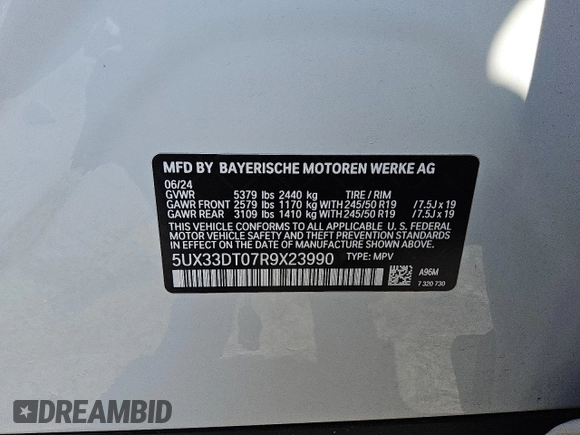 MFD BY BAYERISCHE MOTOREN WERKE AG
06/24
GVWR 5379 lbs 2440 kg TIRE / RIM
GAWR FRONT 2579 lbs 1170 kg WITH 245/50 R19 /7.5J x 19
GAWR REAR 3109 lbs 1410 kg WITH 245/50 R19 /7.5J x 19
THIS VEHICLE CONFORMS TO ALL APPLICABLE U. S. FEDERAL
MOTOR VEHICLE SAFETY, BUMPER, AND THEFT PREVENTION
STANDARDS IN EFFECT ON THE DATE OF MANUFACTURE SHOWN ABOVE.
5UX33DT07R9X23990 TYPE: MPV
A96M
7 320 730
DREAMBID